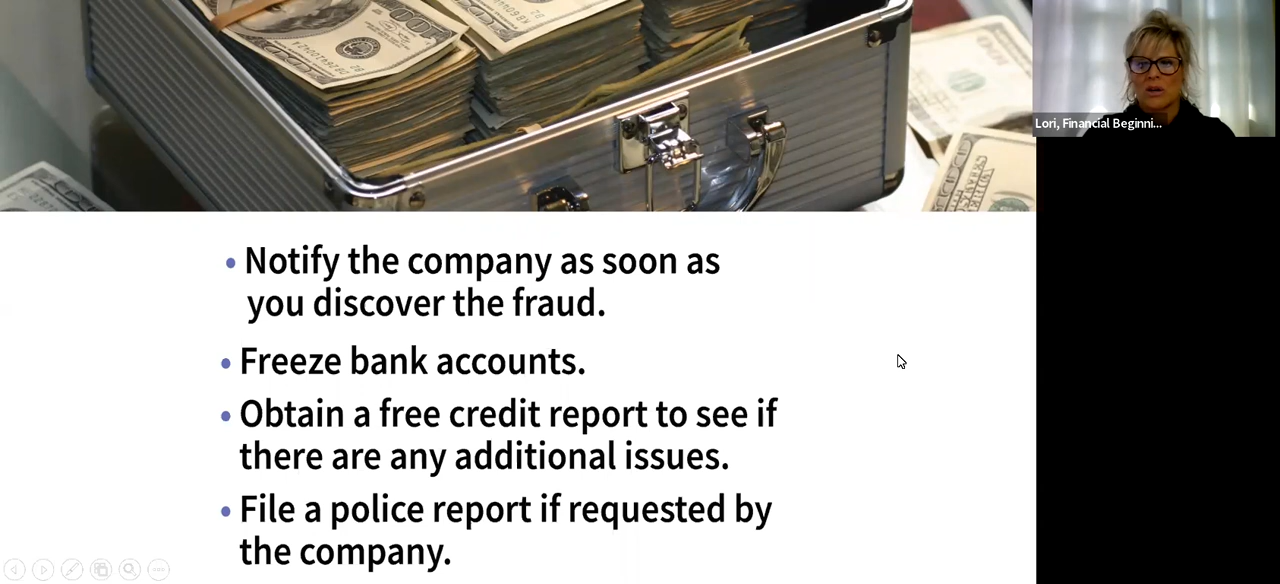 Lori, Financial Beginni...
• Notify the company as soon as
you discover the fraud.
• Freeze bank accounts.
• Obtain a free credit report to see if
there are any additional issues.
• File a police report if requested by
the company.